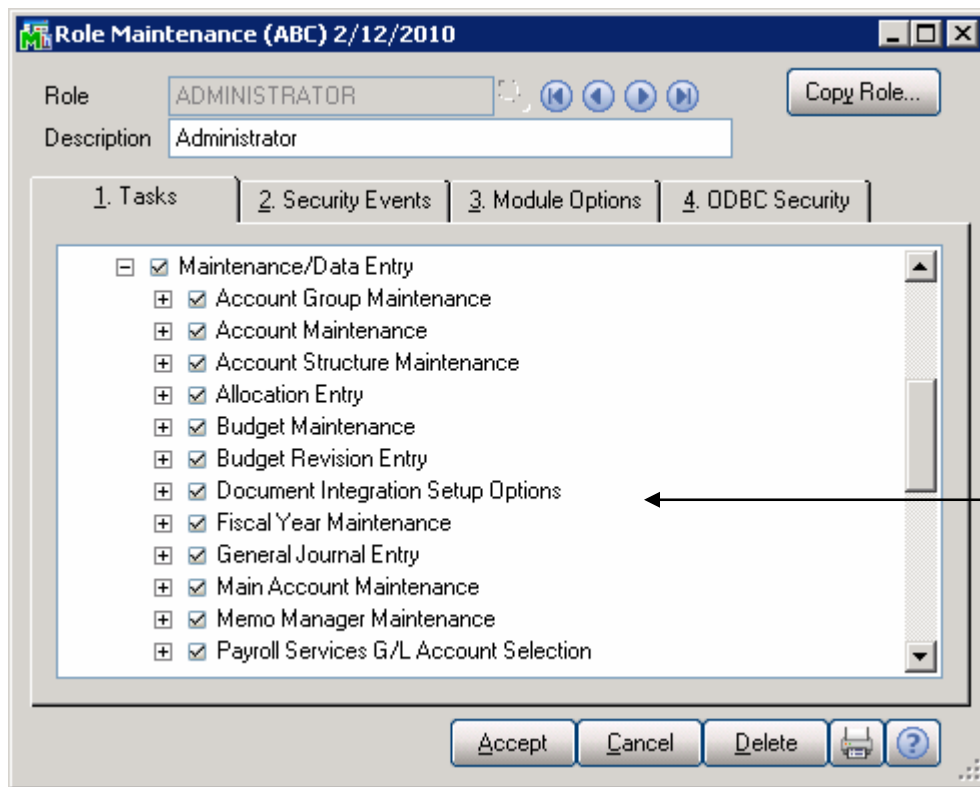 Role Maintenance (ABC) 2/12/2010
Role ADMINISTRATOR Copy Role...
Description Administrator
1. Tasks 2. Security Events 3. Module Options 4. ODBC Security
Maintenance/Data Entry
Account Group Maintenance
Account Maintenance
Account Structure Maintenance
Allocation Entry
Budget Maintenance
Budget Revision Entry
Document Integration Setup Options
Fiscal Year Maintenance
General Journal Entry
Main Account Maintenance
Memo Manager Maintenance
Payroll Services G/L Account Selection
Accept Cancel Delete ?